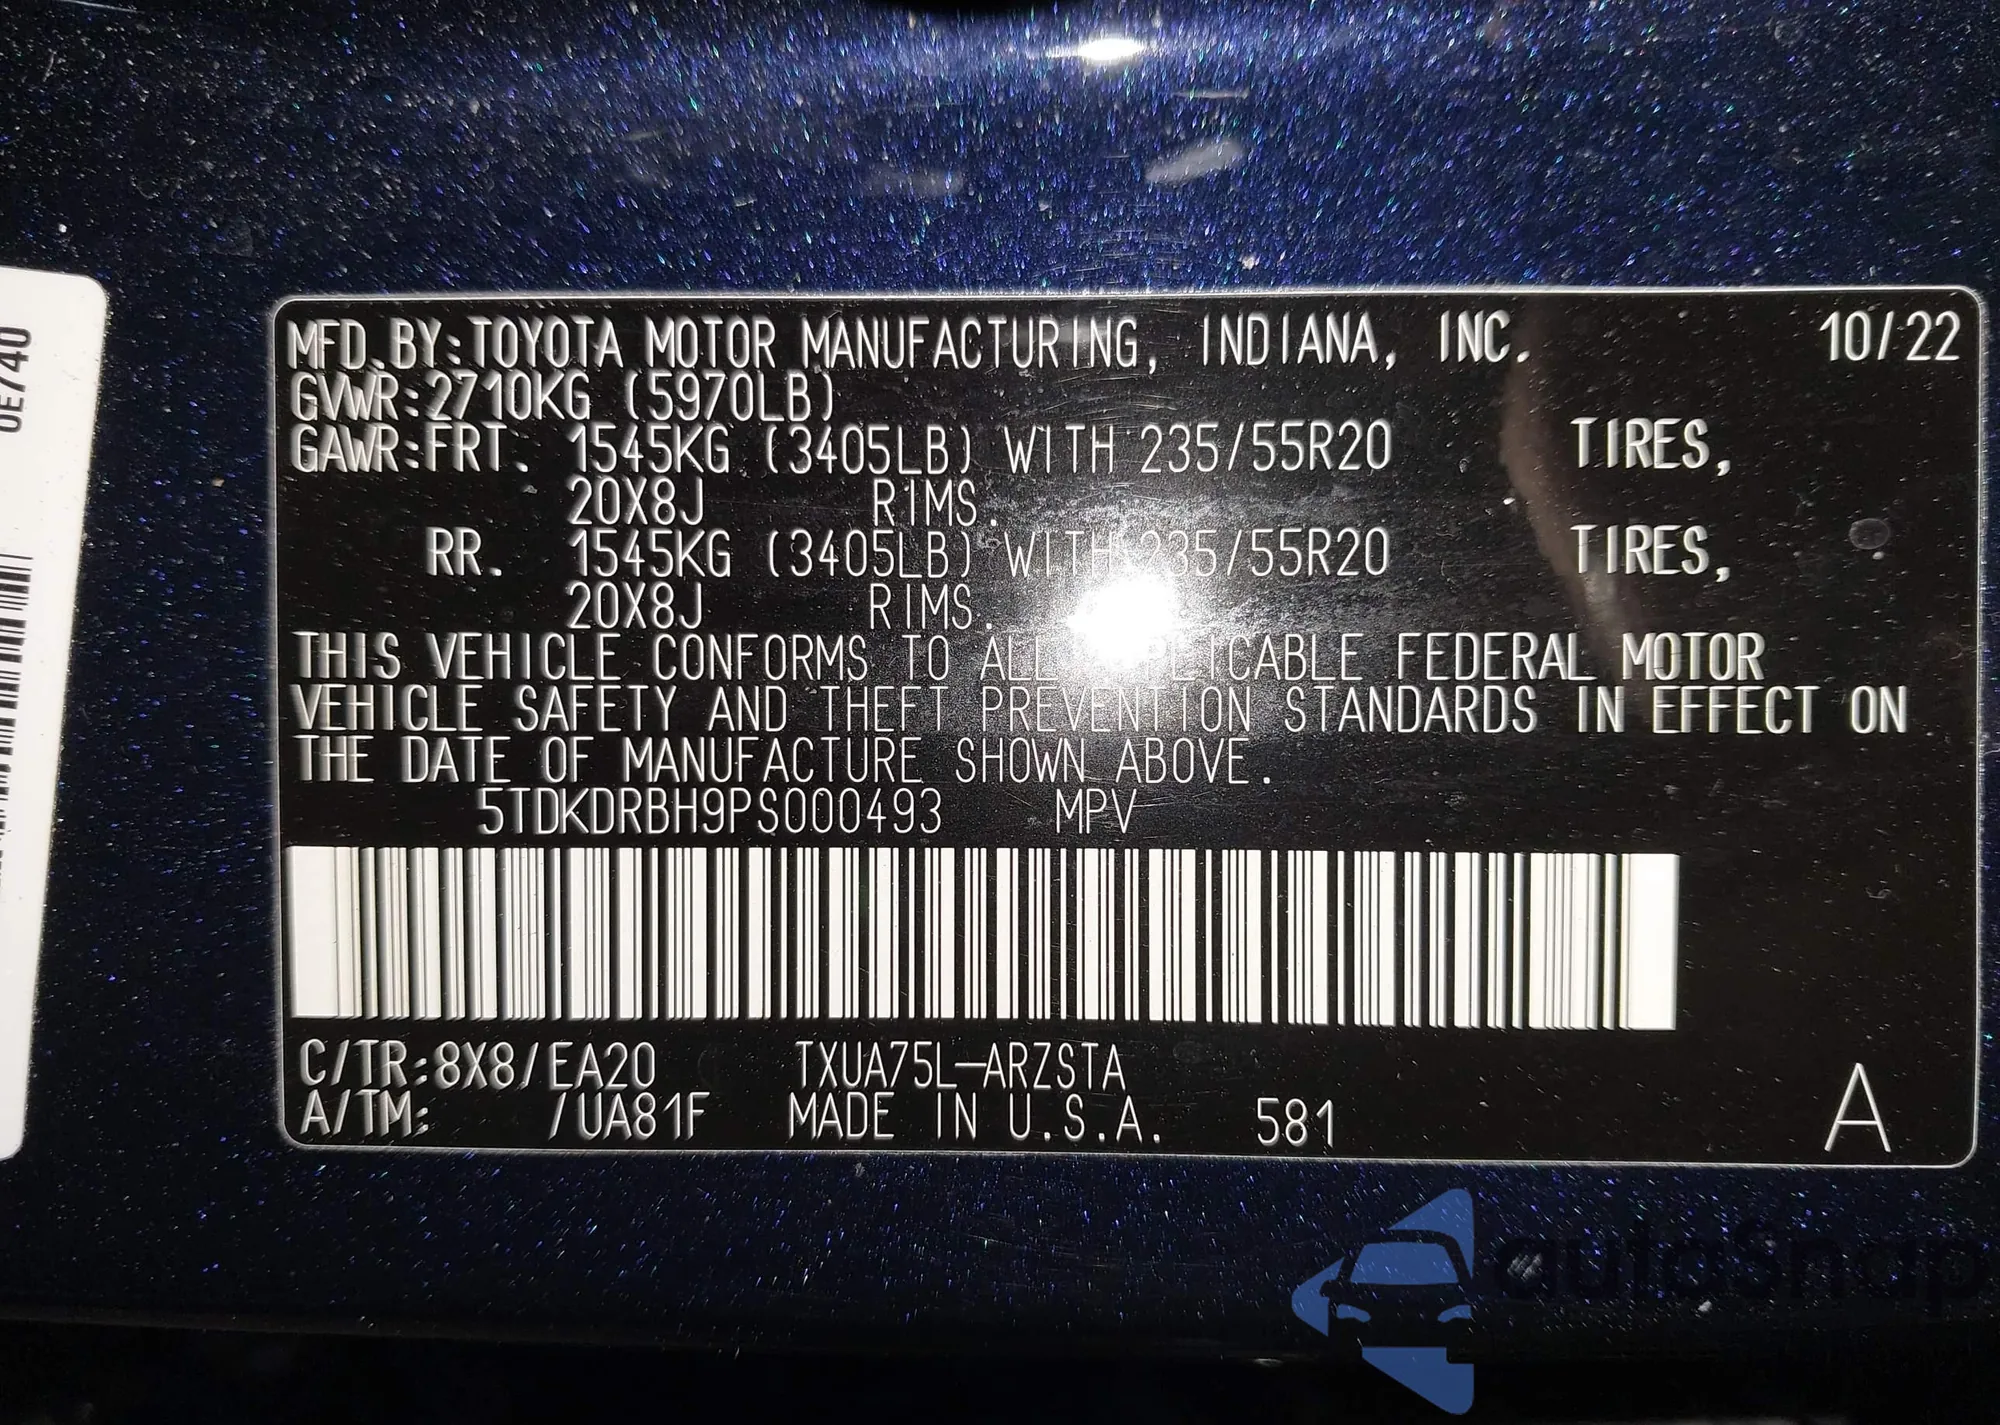 0E740
MFD.BY:TOYOTA MOTOR MANUFACTURING, INDIANA, INC. 10/22
GVWR:2710KG (5970LB)
GAWR:FRT. 1545KG (3405LB) WITH 235/55R20 TIRES,
20X8J RIMS.
RR. 1545KG (3405LB) WITH 235/55R20 TIRES,
20X8J RIMS.
THIS VEHICLE CONFORMS TO ALL APPLICABLE FEDERAL MOTOR
VEHICLE SAFETY AND THEFT PREVENTION STANDARDS IN EFFECT ON
THE DATE OF MANUFACTURE SHOWN ABOVE.
5TDKDRBH9PS000493 MPV
C/TR:8X8/EA20 TXUA75L-ARZSTA
A/TM: /UA81F MADE IN U.S.A. 581 A
autoSnap